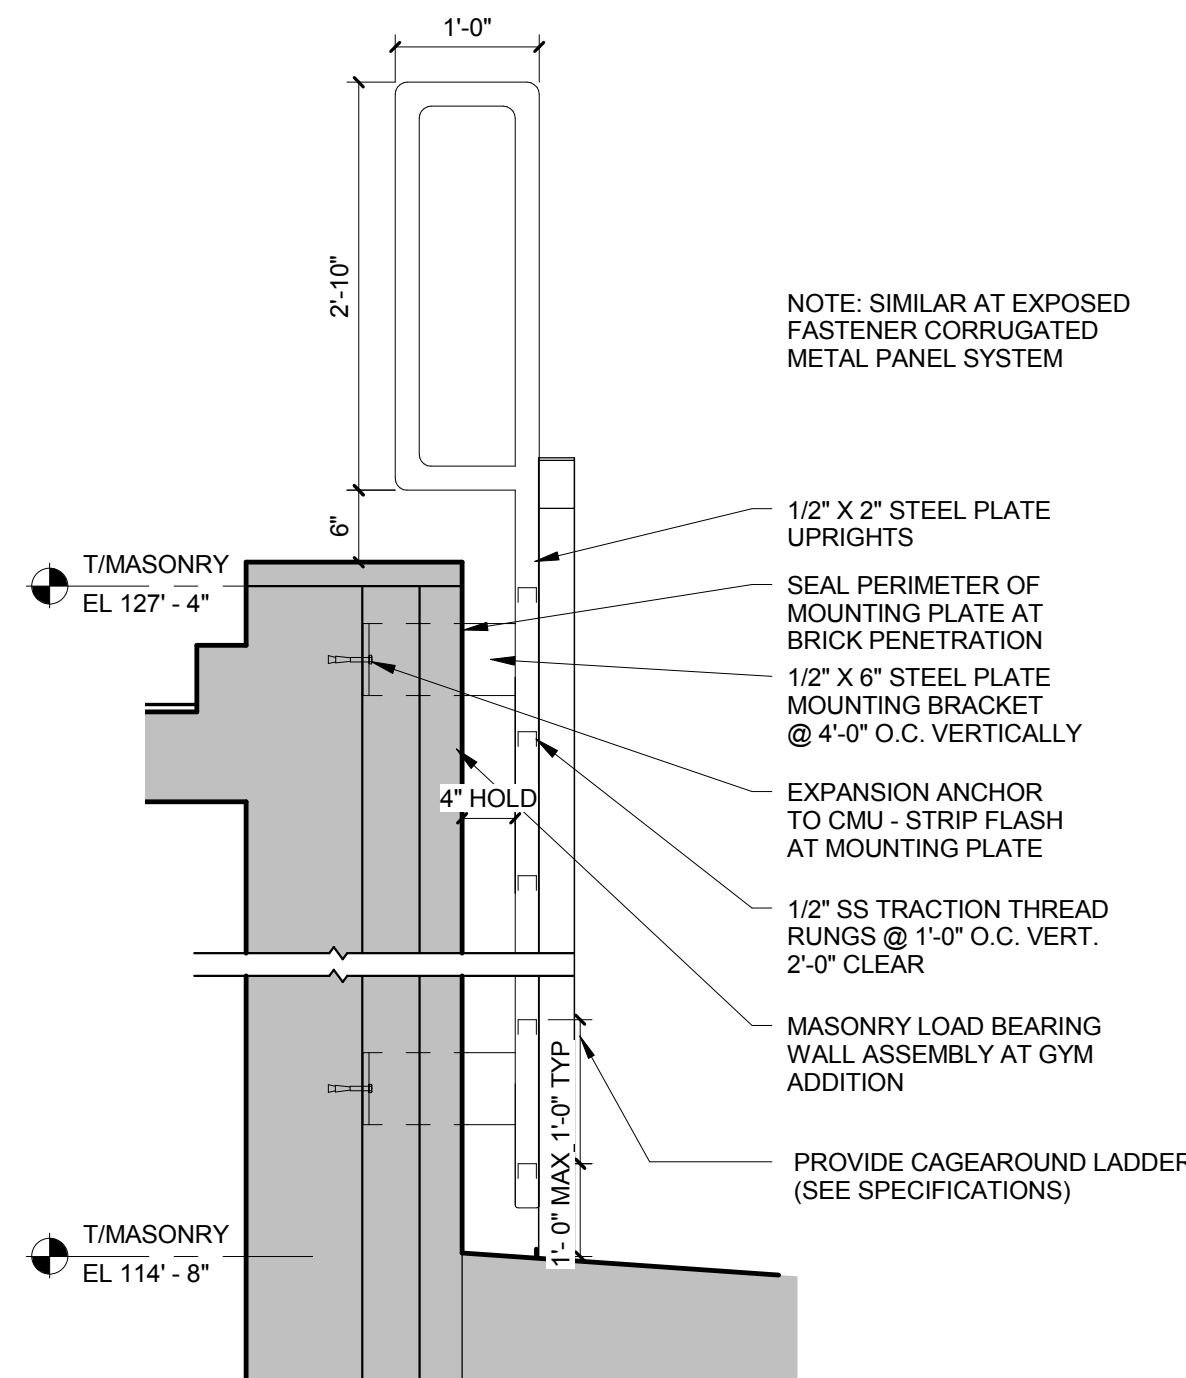 1'-0"
2'-10"
NOTE: SIMILAR AT EXPOSED
FASTENER CORRUGATED
METAL PANEL SYSTEM
6"
1/2" X 2" STEEL PLATE
UPRIGHTS
T/MASONRY
EL 127' - 4"
SEAL PERIMETER OF
MOUNTING PLATE AT
BRICK PENETRATION
1/2" X 6" STEEL PLATE
MOUNTING BRACKET
@ 4'-0" O.C. VERTICALLY
4" HOLD
EXPANSION ANCHOR
TO CMU - STRIP FLASH
AT MOUNTING PLATE
1/2" SS TRACTION THREAD
RUNGS @ 1'-0" O.C. VERT.
2'-0" CLEAR
MASONRY LOAD BEARING
WALL ASSEMBLY AT GYM
ADDITION
1'-0" TYP
1'- 0" MAX
PROVIDE CAGEAROUND LADDER
(SEE SPECIFICATIONS)
T/MASONRY
EL 114' - 8"